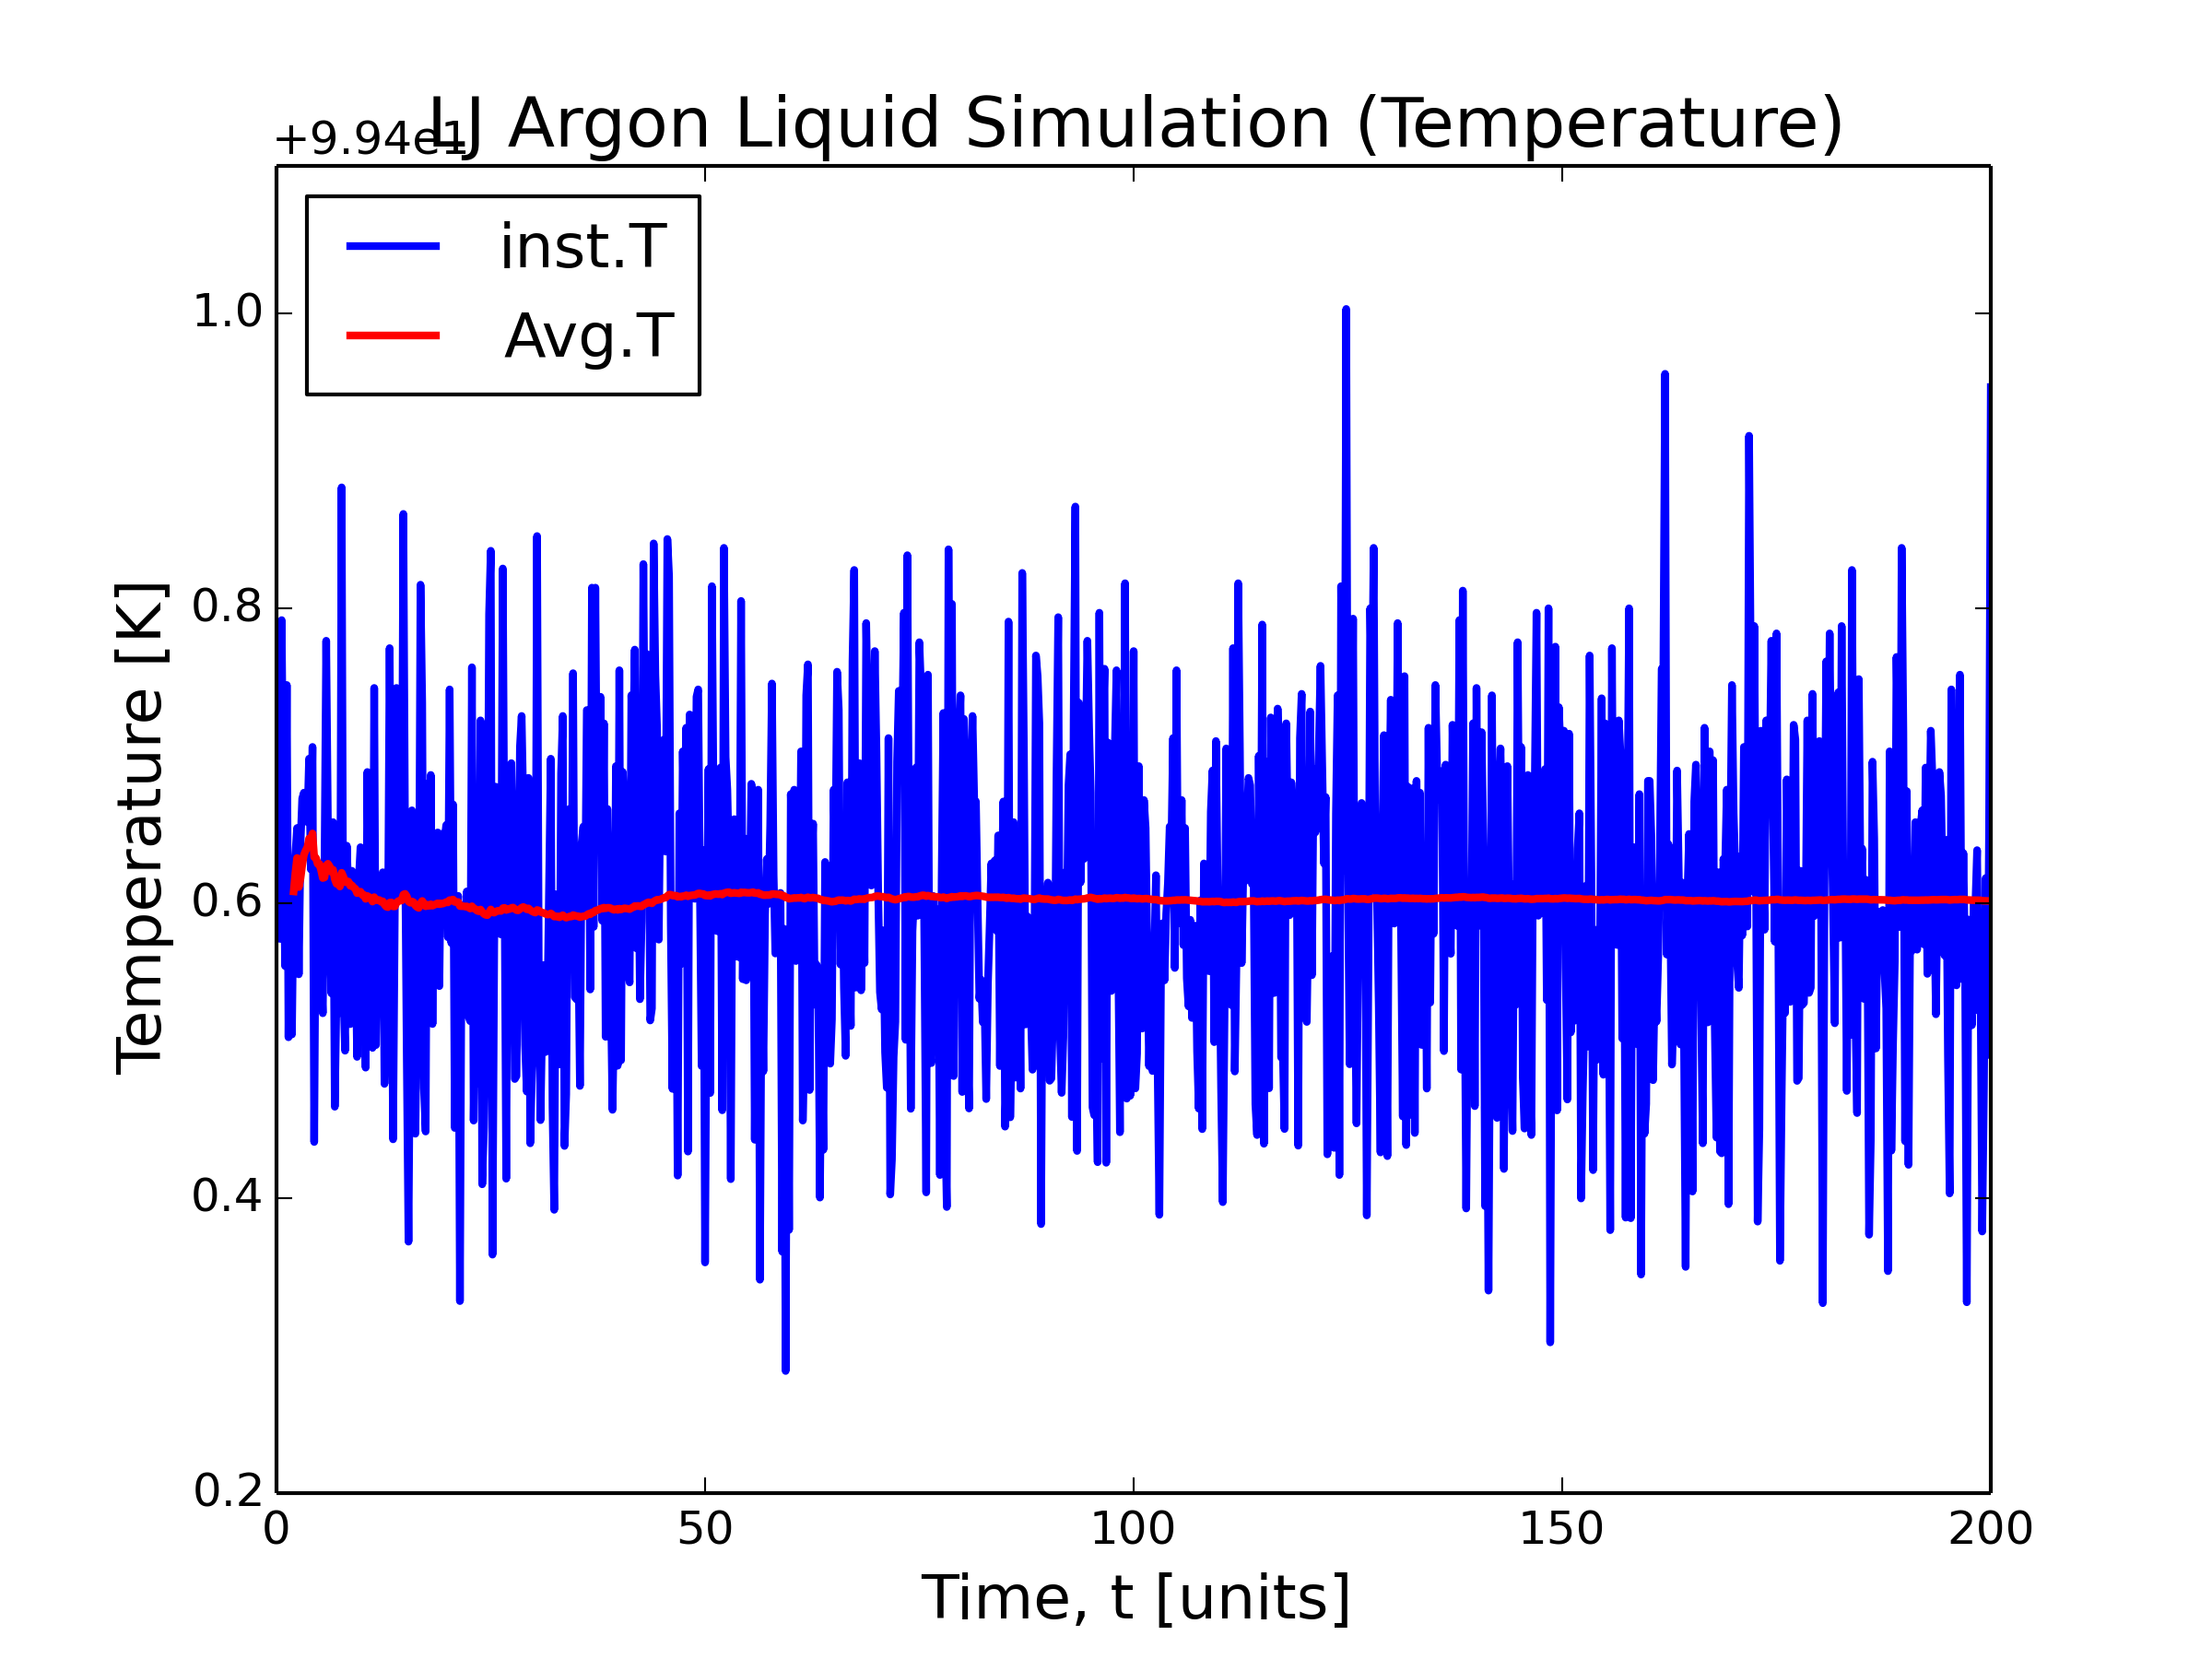 LJ Argon Liquid Simulation (Temperature)
+9.94e1
inst.T
Avg.T
1.0
0.8
0.6
0.4
0.2
Temperature [K]
0 50 100 150 200
Time, t [units]